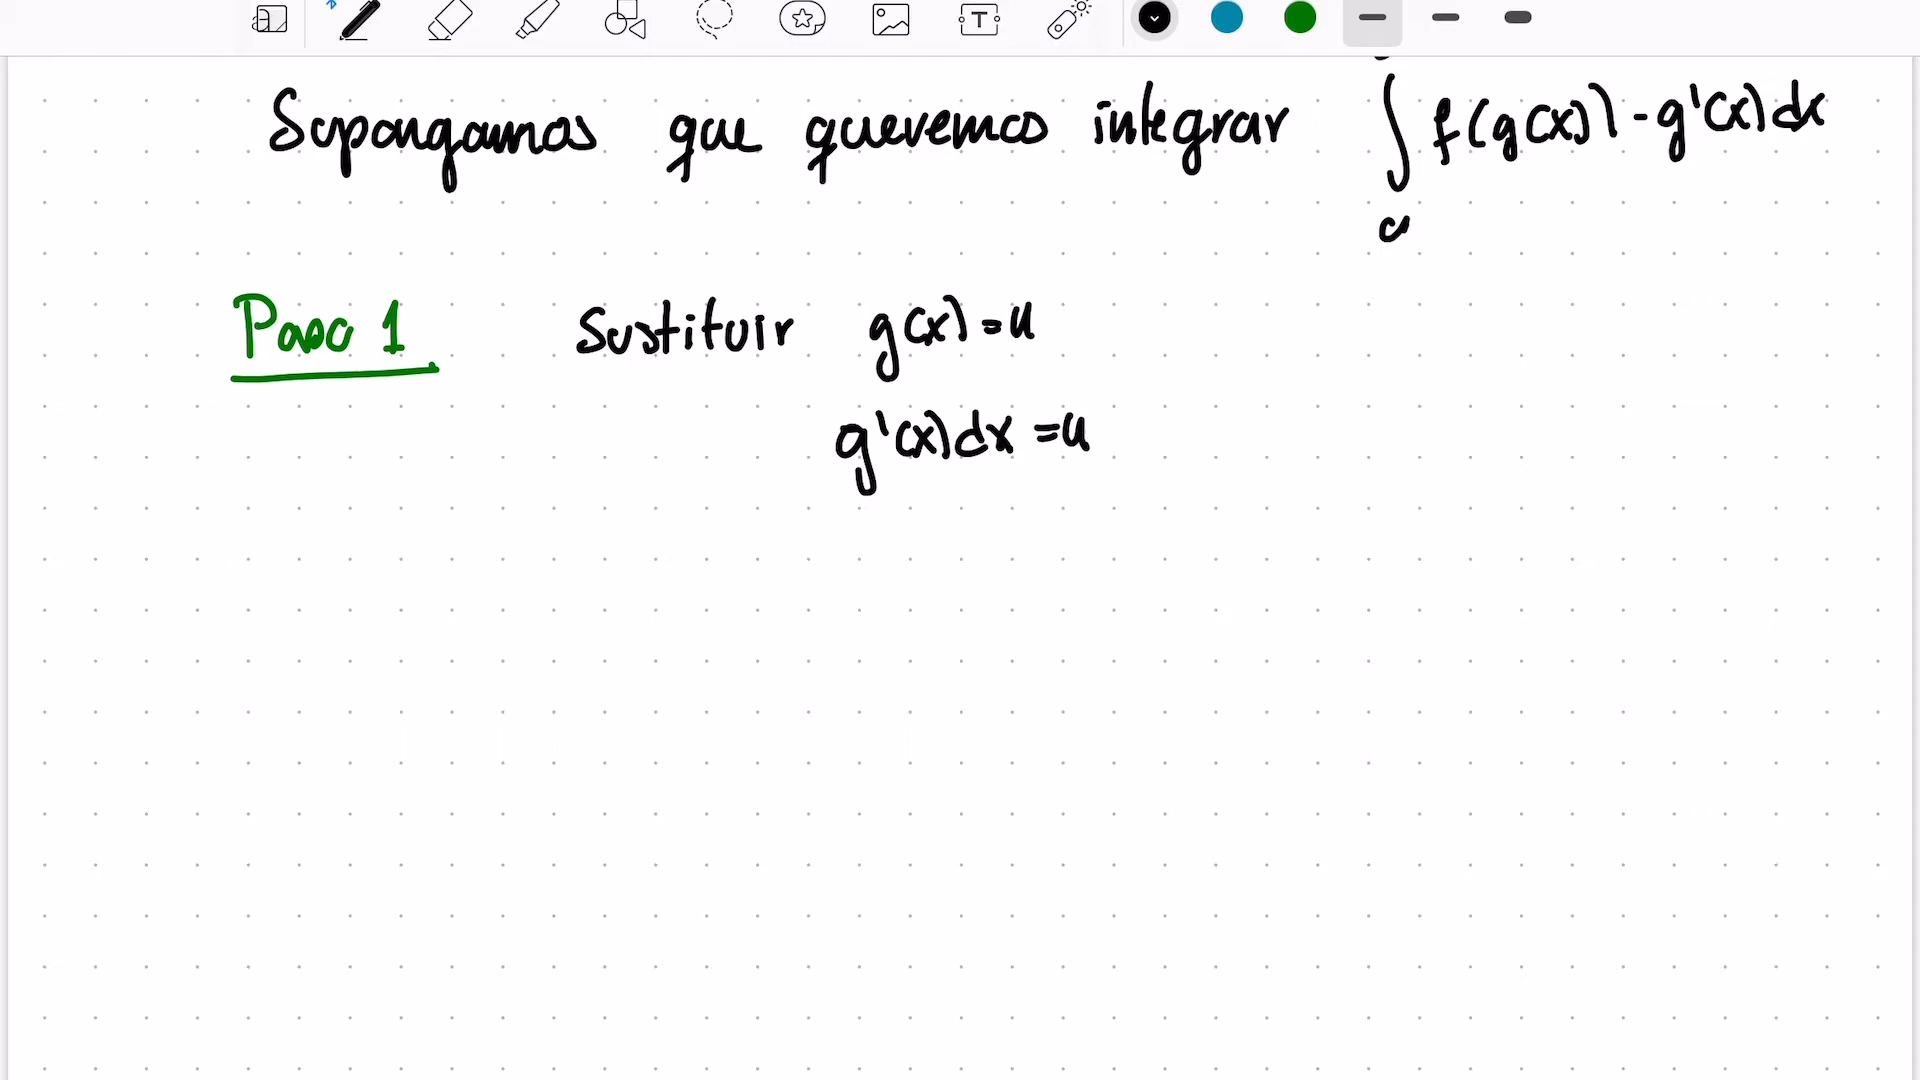 Supongamos que queremos integrar ∫ f(g(x)) - g'(x) dx
a
Paso 1 Sustituir g(x) = u
g'(x) dx = u